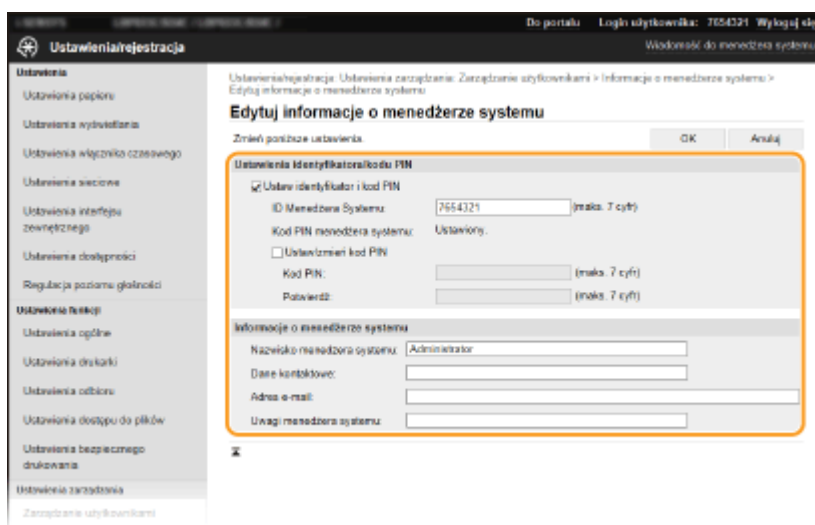 Do portalu Login użytkownika: 7654321 Wyloguj się
Ustawienia/rejestracja
Wiadomość do menedżera systemu
Ustawienia
Ustawienia papieru
Ustawienia wyświetlania
Ustawienia włącznika czasowego
Ustawienia sieciowe
Ustawienia interfejsu
zewnętrznego
Ustawienia dostępności
Regulacja poziomu głośności
Ustawienia funkcji
Ustawienia ogólne
Ustawienia drukarki
Ustawienia odbioru
Ustawienia dostępu do plików
Ustawienia bezpiecznego
drukowania
Ustawienia zarządzania
Zarządzanie użytkownikami
Ustawienia/rejestracja: Ustawienia zarządzania: Zarządzanie użytkownikami > Informacje o menedżerze systemu >
Edytuj informacje o menedżerze systemu
Edytuj informacje o menedżerze systemu
Zmień poniższe ustawienia.
OK
Anuluj
Ustawienia identyfikatora/kodu PIN
Ustaw identyfikator i kod PIN
ID Menedżera Systemu: 7654321 (maks. 7 cyfr)
Kod PIN menedżera systemu: Ustawiony.
Ustaw/zmień kod PIN
Kod PIN: (maks. 7 cyfr)
Potwierdź: (maks. 7 cyfr)
Informacje o menedżerze systemu
Nazwisko menedżera systemu: Administrator
Dane kontaktowe:
Adres e-mail:
Uwagi menedżera systemu: